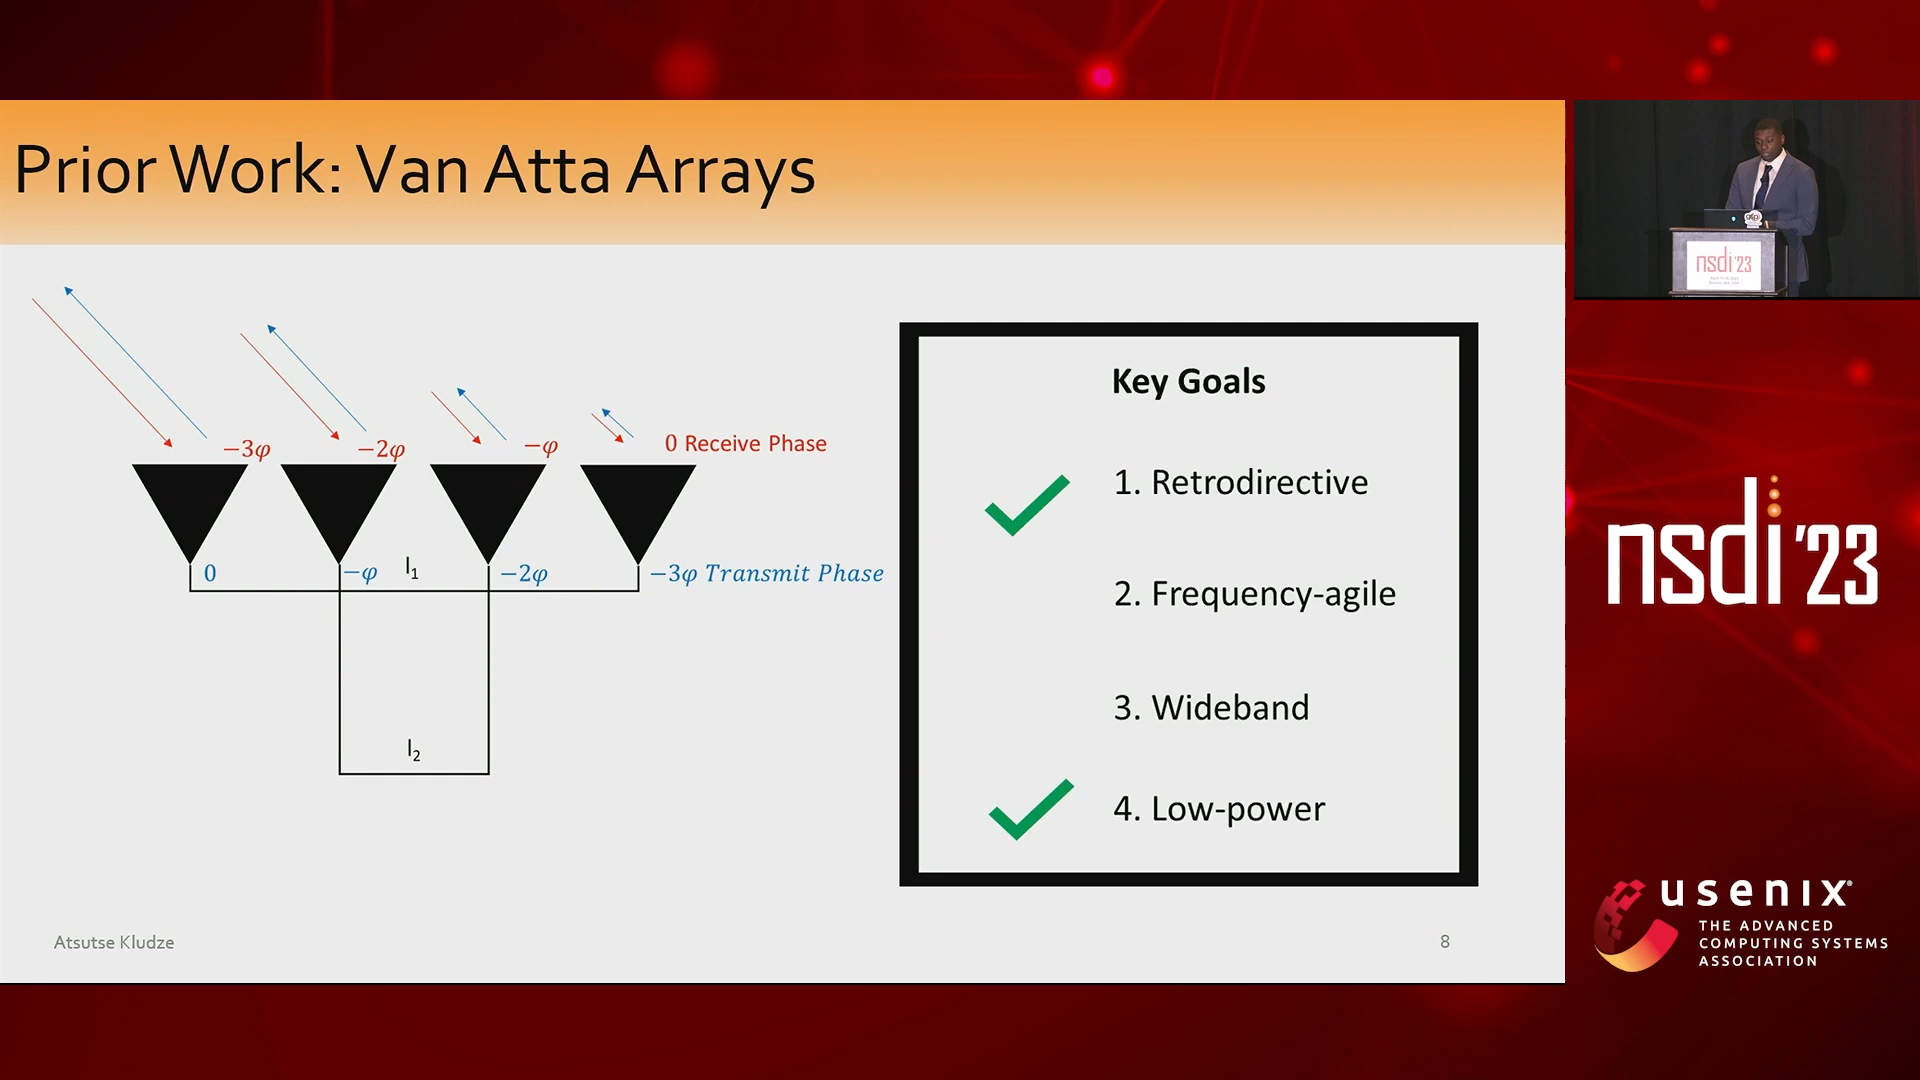 Prior Work: Van Atta Arrays
−3φ
−2φ
−φ
0 Receive Phase
0
−φ
l₁
−2φ
−3φ Transmit Phase
l₂
Key Goals
1. Retrodirective
2. Frequency-agile
3. Wideband
4. Low-power
Atsutse Kludze
8
nsdi '23
nsdi '23
usenix®
THE ADVANCED
COMPUTING SYSTEMS
ASSOCIATION